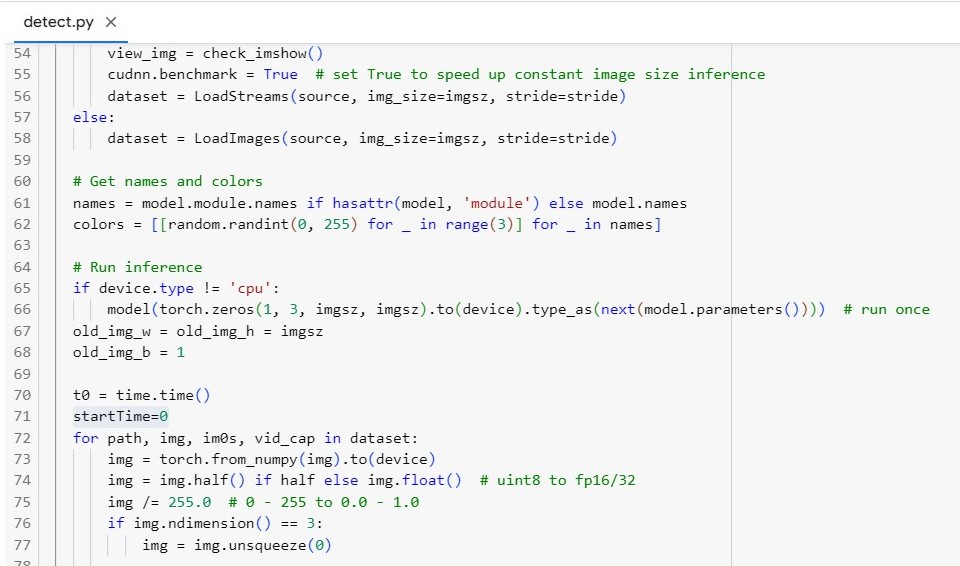 detect.py ×
54 view_img = check_imshow()
55 cudnn.benchmark = True  # set True to speed up constant image size inference
56 dataset = LoadStreams(source, img_size=imgsz, stride=stride)
57 else:
58 dataset = LoadImages(source, img_size=imgsz, stride=stride)
59
60 # Get names and colors
61 names = model.module.names if hasattr(model, 'module') else model.names
62 colors = [[random.randint(0, 255) for _ in range(3)] for _ in names]
63
64 # Run inference
65 if device.type != 'cpu':
66 model(torch.zeros(1, 3, imgsz, imgsz).to(device).type_as(next(model.parameters())))  # run once
67 old_img_w = old_img_h = imgsz
68 old_img_b = 1
69
70 t0 = time.time()
71 startTime=0
72 for path, img, im0s, vid_cap in dataset:
73 img = torch.from_numpy(img).to(device)
74 img = img.half() if half else img.float()  # uint8 to fp16/32
75 img /= 255.0  # 0 - 255 to 0.0 - 1.0
76 if img.ndimension() == 3:
77 img = img.unsqueeze(0)
78